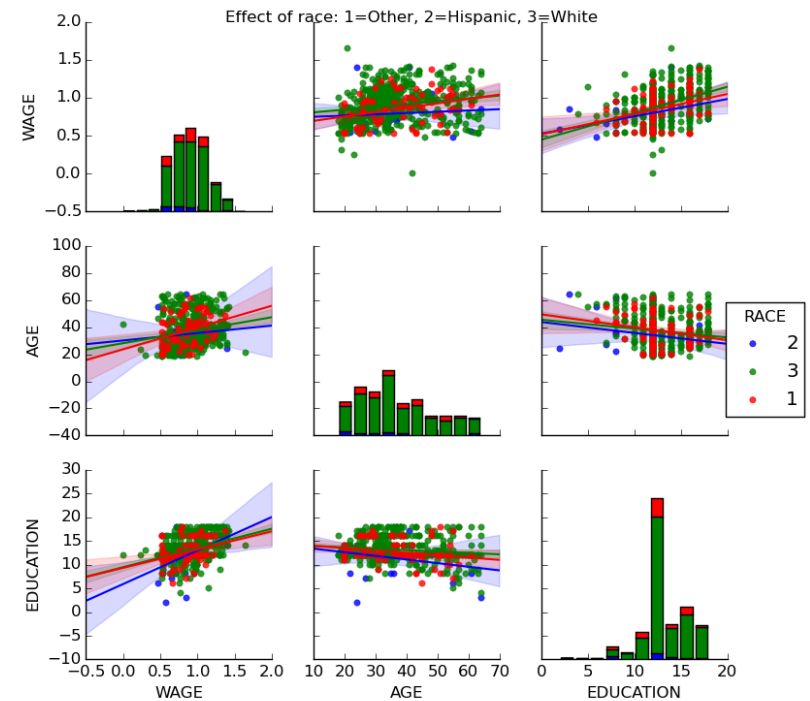 Effect of race: 1=Other, 2=Hispanic, 3=White
2.0
1.5
1.0
0.5
0.0
−0.5
WAGE
100
80
60
40
20
0
−20
−40
AGE
RACE
2
3
1
30
25
20
15
10
5
0
−5
−10
EDUCATION
−0.5 0.0 0.5 1.0 1.5 2.0
10 20 30 40 50 60 70
0 5 10 15 20
WAGE
AGE
EDUCATION